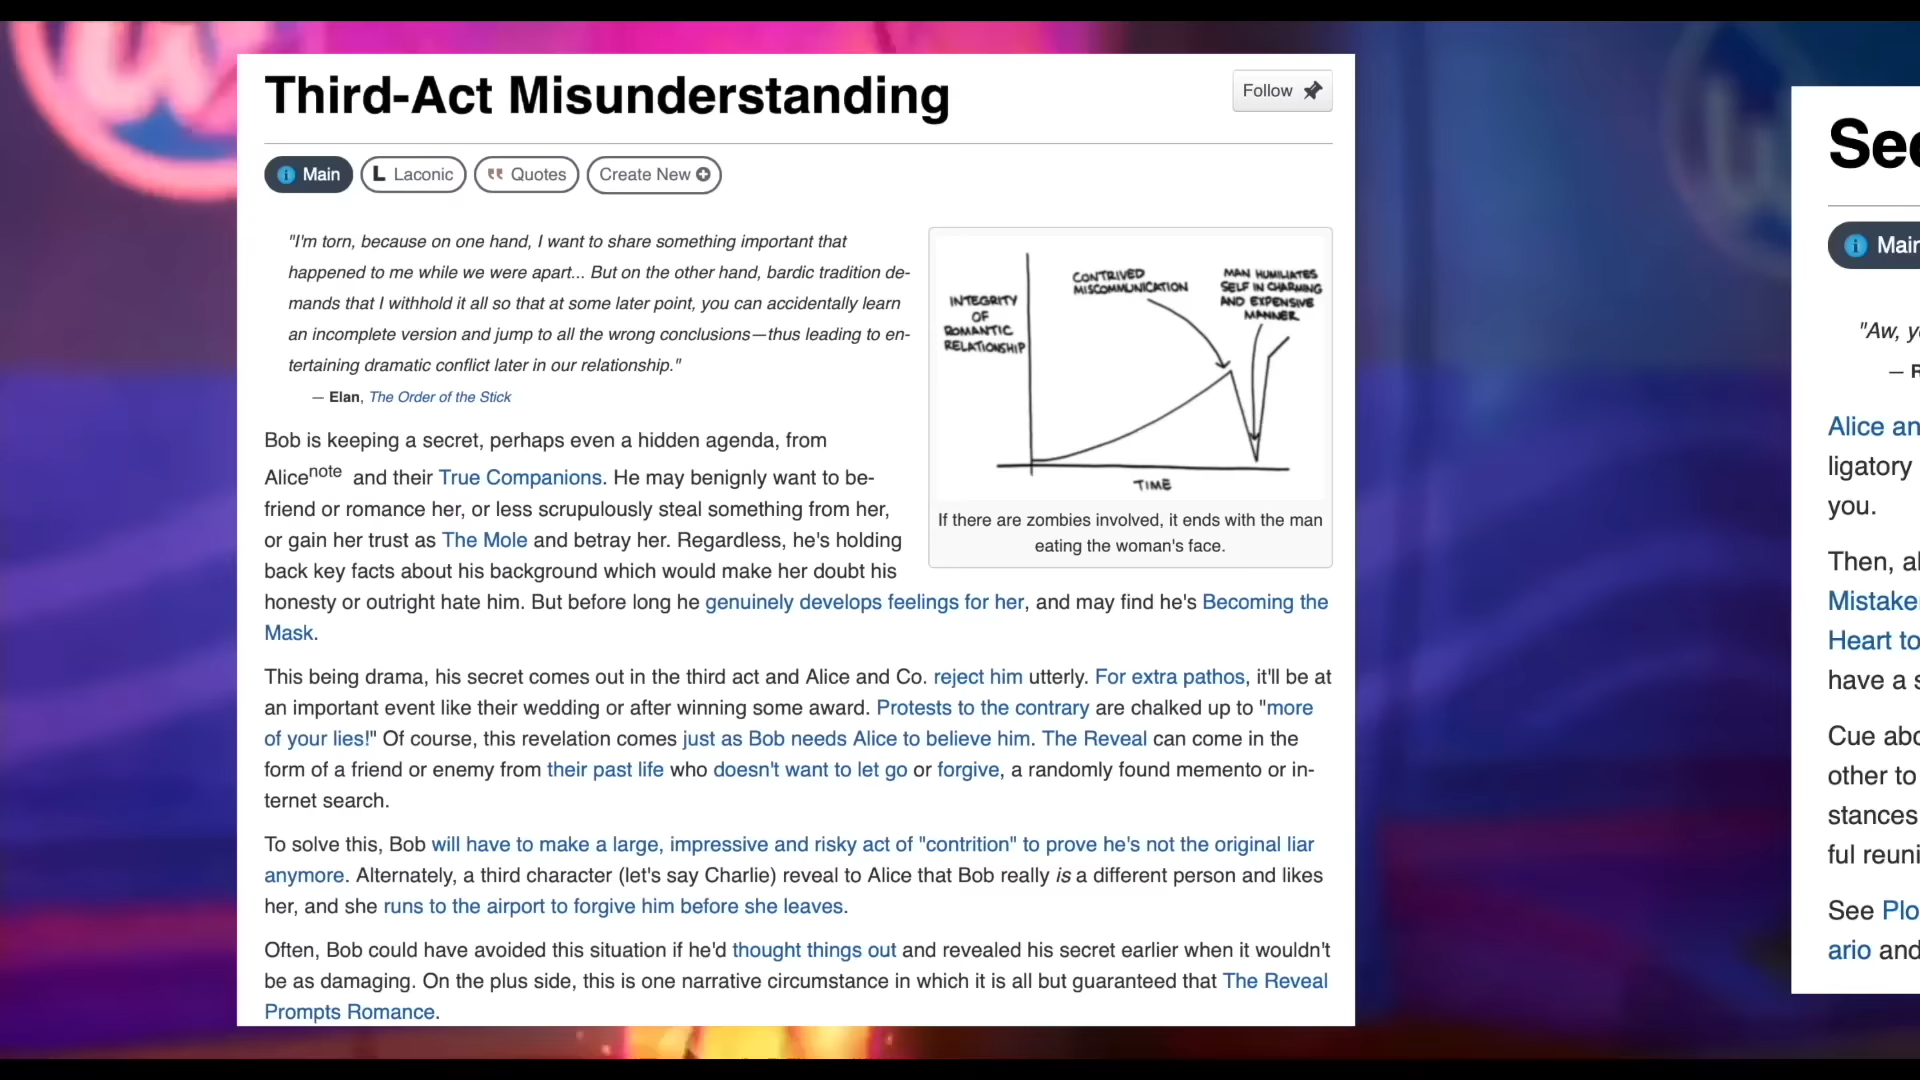 Third-Act Misunderstanding
Follow
Main
Laconic
Quotes
Create New
"I'm torn, because on one hand, I want to share something important that
happened to me while we were apart... But on the other hand, bardic tradition de-
mands that I withhold it all so that at some later point, you can accidentally learn
an incomplete version and jump to all the wrong conclusions—thus leading to en-
tertaining dramatic conflict later in our relationship."
— Elan, The Order of the Stick
INTEGRITY
OF
ROMANTIC
RELATIONSHIP
CONTRIVED
MISCOMMUNICATION
MAN HUMILIATES
SELF IN CHARMING
AND EXPENSIVE
MANNER
TIME
If there are zombies involved, it ends with the man
eating the woman's face.
Bob is keeping a secret, perhaps even a hidden agenda, from
Alicenote and their True Companions. He may benignly want to be-
friend or romance her, or less scrupulously steal something from her,
or gain her trust as The Mole and betray her. Regardless, he's holding
back key facts about his background which would make her doubt his
honesty or outright hate him. But before long he genuinely develops feelings for her, and may find he's Becoming the
Mask.
This being drama, his secret comes out in the third act and Alice and Co. reject him utterly. For extra pathos, it'll be at
an important event like their wedding or after winning some award. Protests to the contrary are chalked up to "more
of your lies!" Of course, this revelation comes just as Bob needs Alice to believe him. The Reveal can come in the
form of a friend or enemy from their past life who doesn't want to let go or forgive, a randomly found memento or in-
ternet search.
To solve this, Bob will have to make a large, impressive and risky act of "contrition" to prove he's not the original liar
anymore. Alternately, a third character (let's say Charlie) reveal to Alice that Bob really is a different person and likes
her, and she runs to the airport to forgive him before she leaves.
Often, Bob could have avoided this situation if he'd thought things out and revealed his secret earlier when it wouldn't
be as damaging. On the plus side, this is one narrative circumstance in which it is all but guaranteed that The Reveal
Prompts Romance.
"Aw,
—
Alice
ligatory
you.
Then,
Heart to
have a
Cue
other to
stances
See
ario and